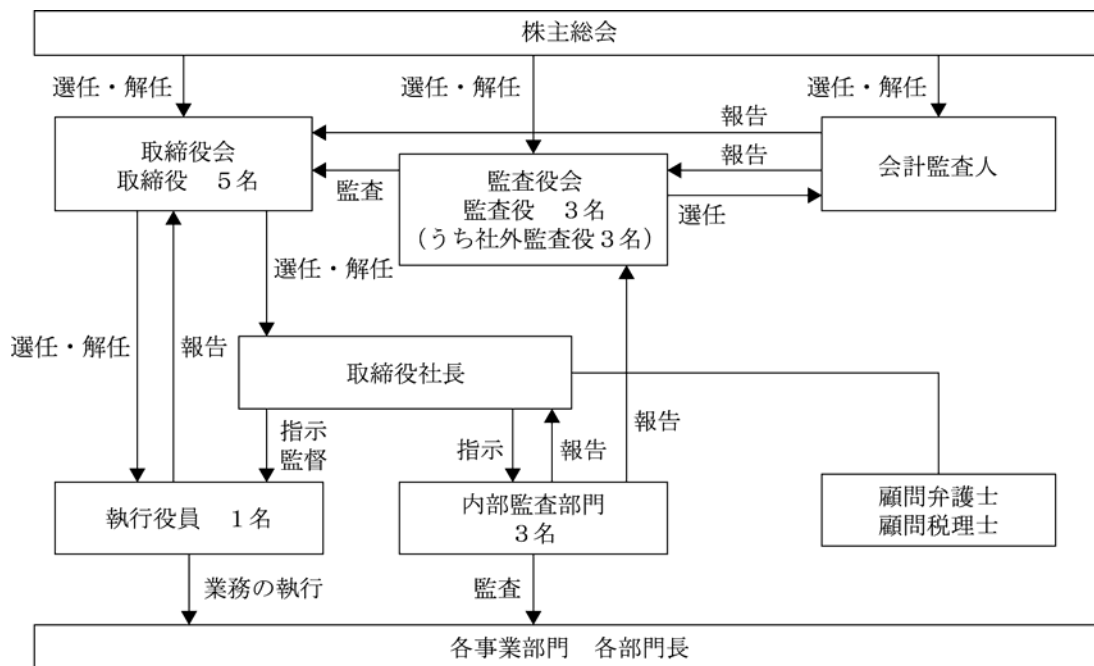 株主総会
選任・解任
選任・解任
選任・解任
報告
取締役会
取締役　５名
監査
監査役会
監査役　３名
（うち社外監査役３名）
報告
選任
会計監査人
選任・解任
選任・解任
報告
取締役社長
指示
監督
指示
報告
報告
執行役員　１名
内部監査部門
３名
顧問弁護士
顧問税理士
業務の執行
監査
各事業部門　各部門長